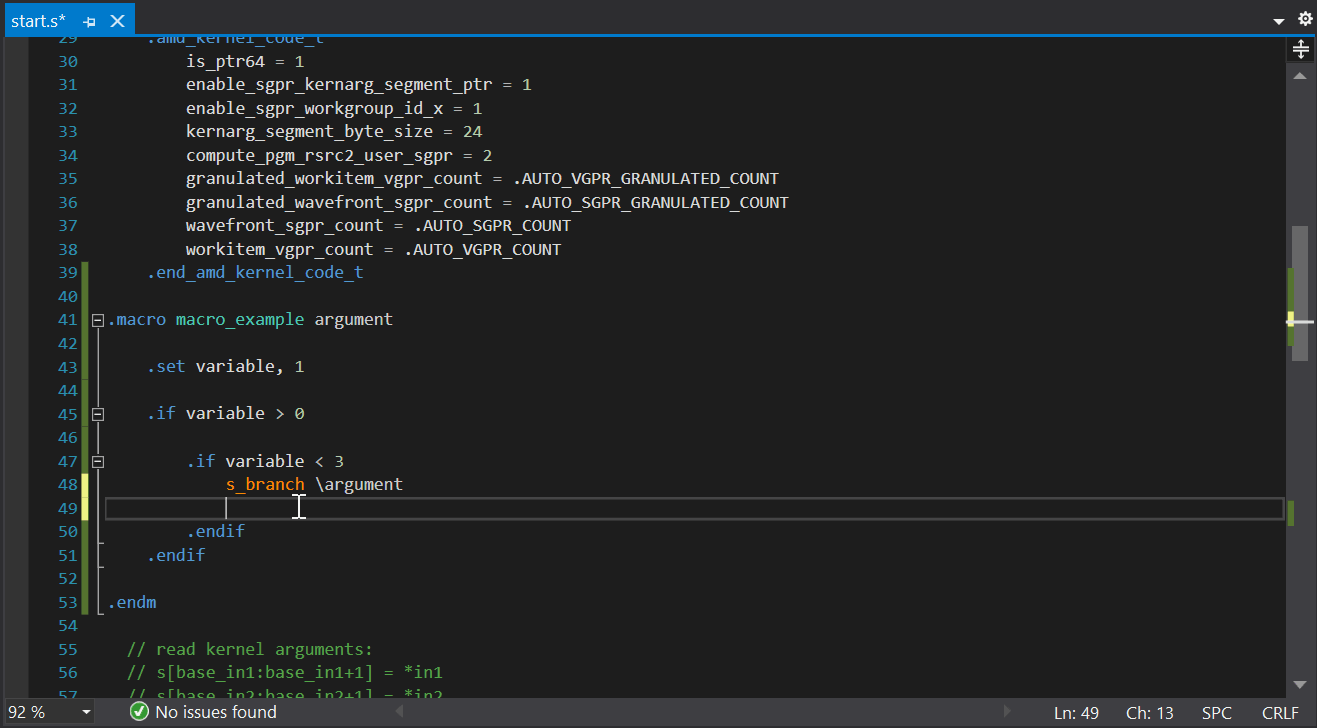 start.s*
29 .amd_kernel_code_t
30 is_ptr64 = 1
31 enable_sgpr_kernarg_segment_ptr = 1
32 enable_sgpr_workgroup_id_x = 1
33 kernarg_segment_byte_size = 24
34 compute_pgm_rsrc2_user_sgpr = 2
35 granulated_workitem_vgpr_count = .AUTO_VGPR_GRANULATED_COUNT
36 granulated_wavefront_sgpr_count = .AUTO_SGPR_GRANULATED_COUNT
37 wavefront_sgpr_count = .AUTO_SGPR_COUNT
38 workitem_vgpr_count = .AUTO_VGPR_COUNT
39 .end_amd_kernel_code_t
40
41 .macro macro_example argument
42
43 .set variable, 1
44
45 .if variable > 0
46
47 .if variable < 3
48 s_branch \argument
49
50 .endif
51 .endif
52
53 .endm
54
55 // read kernel arguments:
56 // s[base_in1:base_in1+1] = *in1
57 // s[base_in2:base_in2+1] = *in2
92 % No issues found Ln: 49 Ch: 13 SPC CRLF